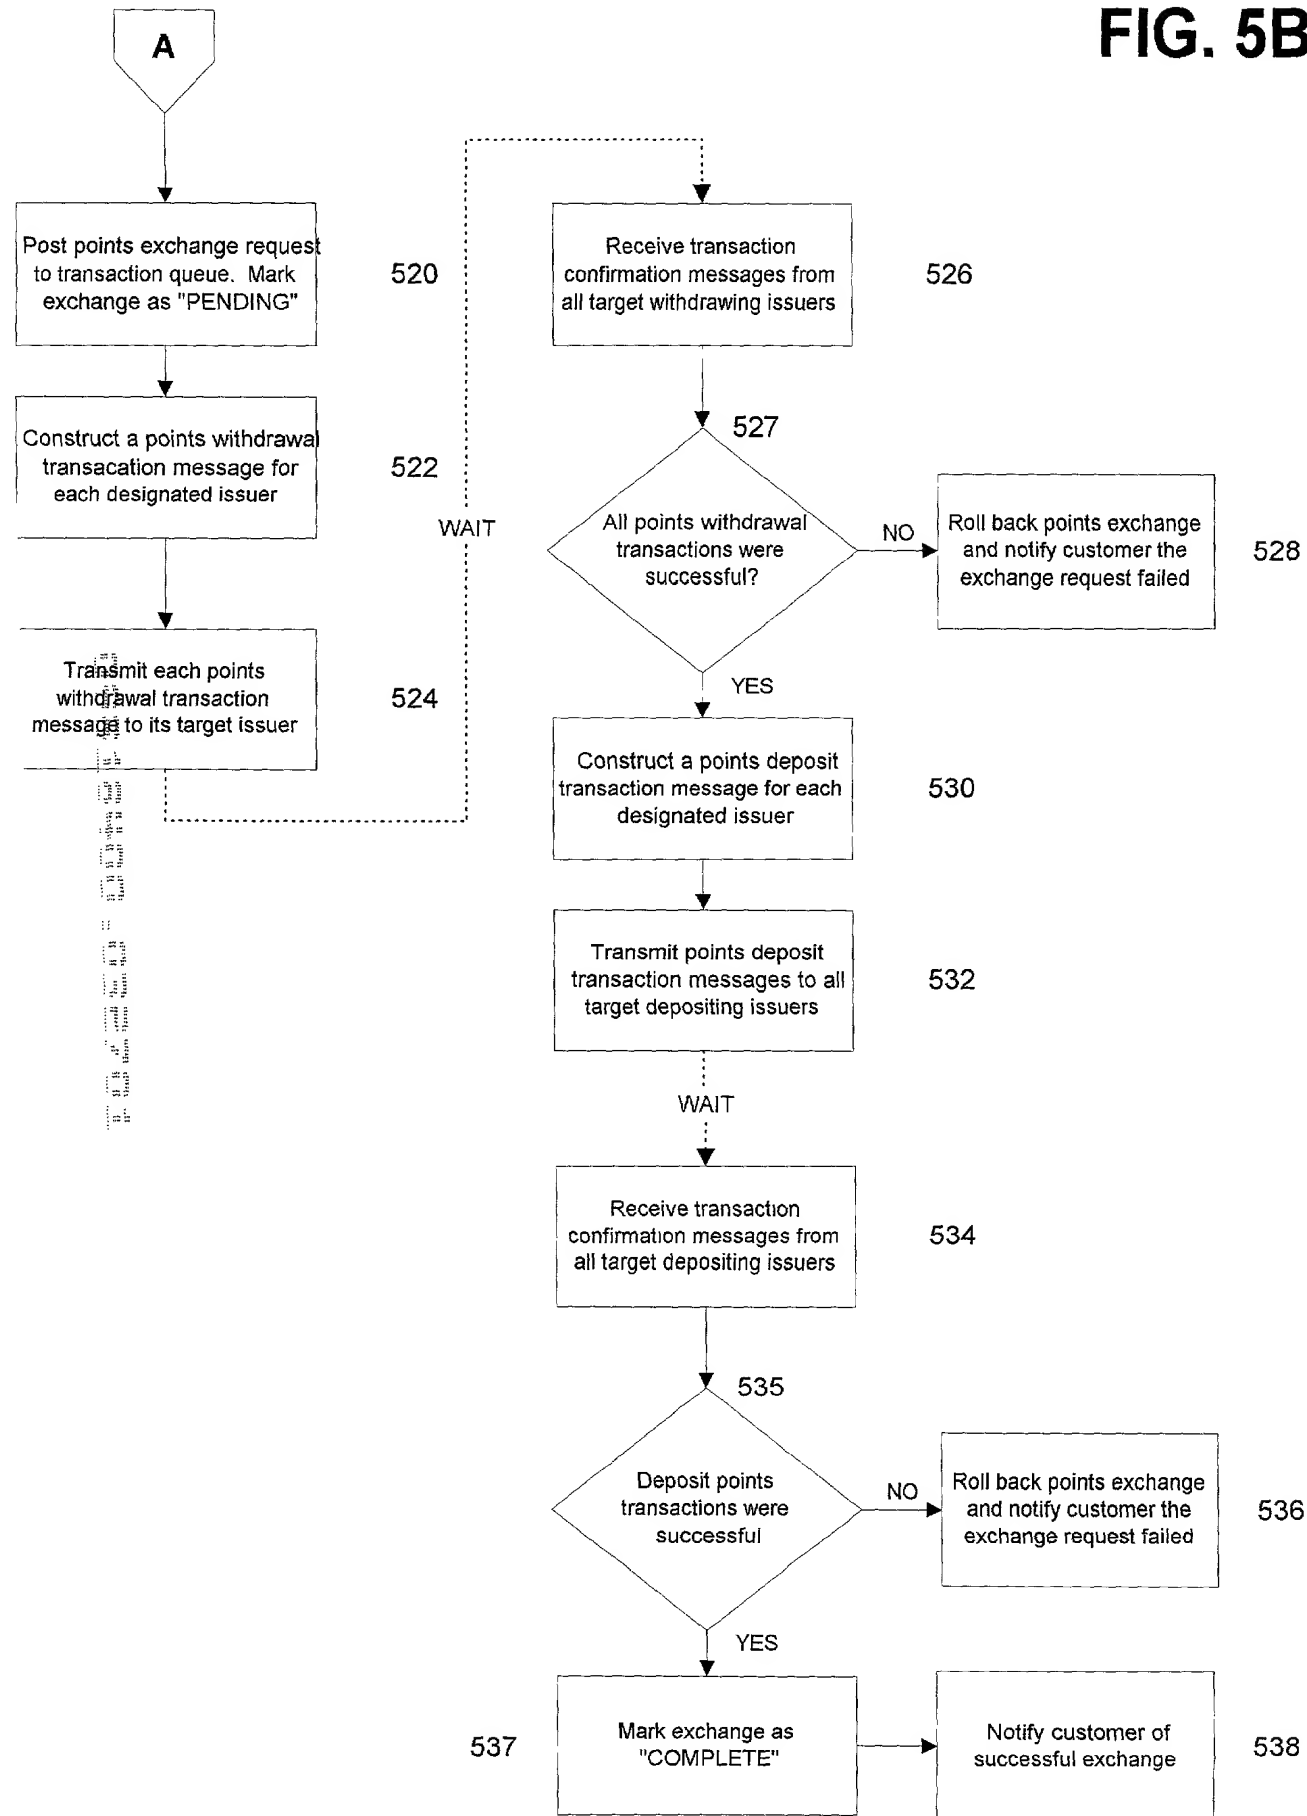 FIG. 5B
A
Post points exchange request
to transaction queue. Mark
exchange as "PENDING"
520
Construct a points withdrawal
transacation message for
each designated issuer
522
Transmit each points
withdrawal transaction
message to its target issuer
524
WAIT
Receive transaction
confirmation messages from
all target withdrawing issuers
526
527
All points withdrawal
transactions were
successful?
NO
Roll back points exchange
and notify customer the
exchange request failed
528
YES
Construct a points deposit
transaction message for each
designated issuer
530
Transmit points deposit
transaction messages to all
target depositing issuers
532
WAIT
Receive transaction
confirmation messages from
all target depositing issuers
534
535
Deposit points
transactions were
successful
NO
Roll back points exchange
and notify customer the
exchange request failed
536
YES
537
Mark exchange as
"COMPLETE"
Notify customer of
successful exchange
538